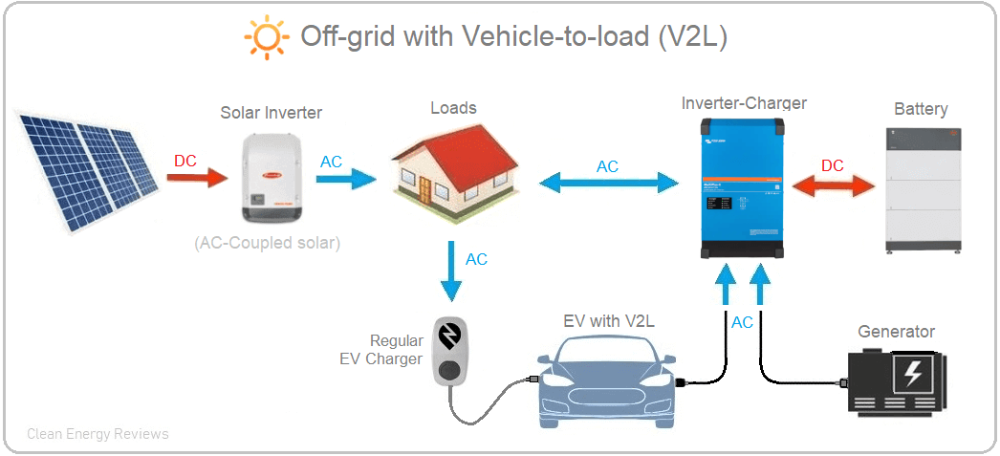 Off-grid with Vehicle-to-load (V2L)
Solar Inverter
Loads
Inverter-Charger
Battery
DC
AC
AC
DC
(AC-Coupled solar)
AC
Regular
EV Charger
EV with V2L
AC
Generator
Clean Energy Reviews